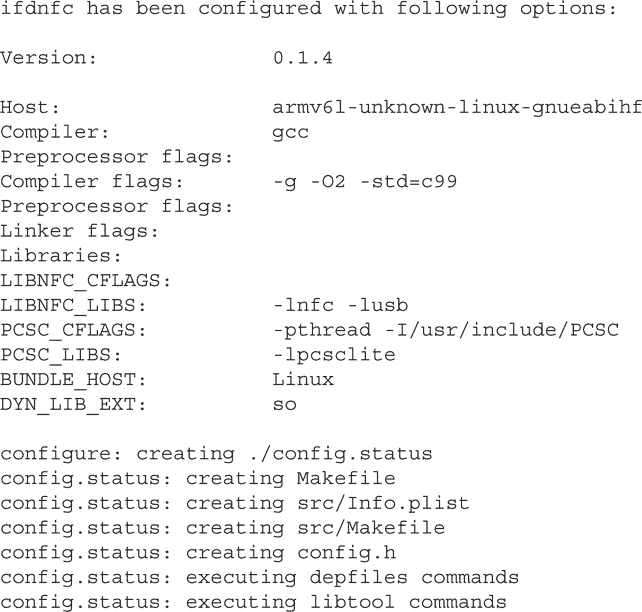 ifdnfc has been configured with following options:
Version: 0.1.4
Host: armv6l-unknown-linux-gnueabihf
Compiler: gcc
Preprocessor flags:
Compiler flags: -g -O2 -std=c99
Preprocessor flags:
Linker flags:
Libraries:
LIBNFC_CFLAGS:
LIBNFC_LIBS: -lnfc -lusb
PCSC_CFLAGS: -pthread -I/usr/include/PCSC
PCSC_LIBS: -lpcsclite
BUNDLE_HOST: Linux
DYN_LIB_EXT: so
configure: creating ./config.status
config.status: creating Makefile
config.status: creating src/Info.plist
config.status: creating src/Makefile
config.status: creating config.h
config.status: executing depfiles commands
config.status: executing libtool commands